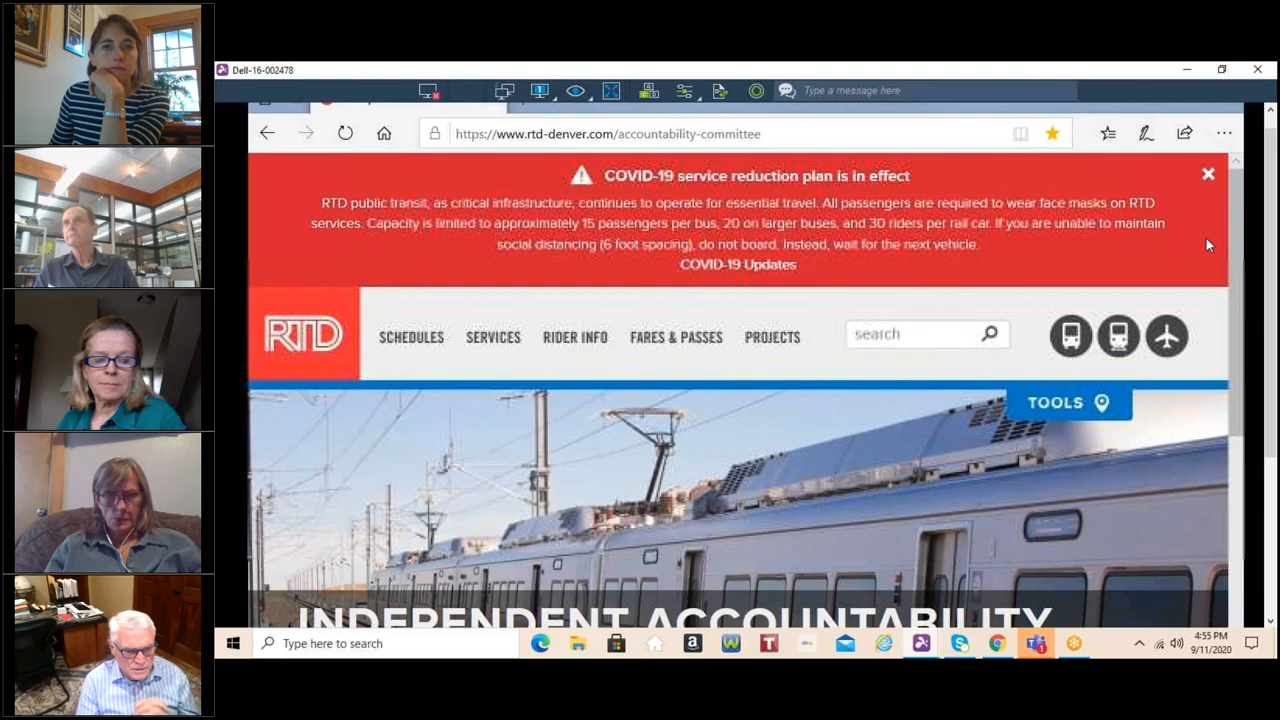 Dell-16-002478
Type a message here
https://www.rtd-denver.com/accountability-committee
COVID-19 service reduction plan is in effect
RTD public transit, as critical infrastructure, continues to operate for essential travel. All passengers are required to wear face masks on RTD
services. Capacity is limited to approximately 15 passengers per bus, 20 on larger buses, and 30 riders per rail car. If you are unable to maintain
social distancing (6 foot spacing), do not board. Instead, wait for the next vehicle.
COVID-19 Updates
RTD
SCHEDULES SERVICES RIDER INFO FARES & PASSES PROJECTS
search
TOOLS
INDEPENDENT ACCOUNTABILITY
Type here to search
4:55 PM
9/11/2020